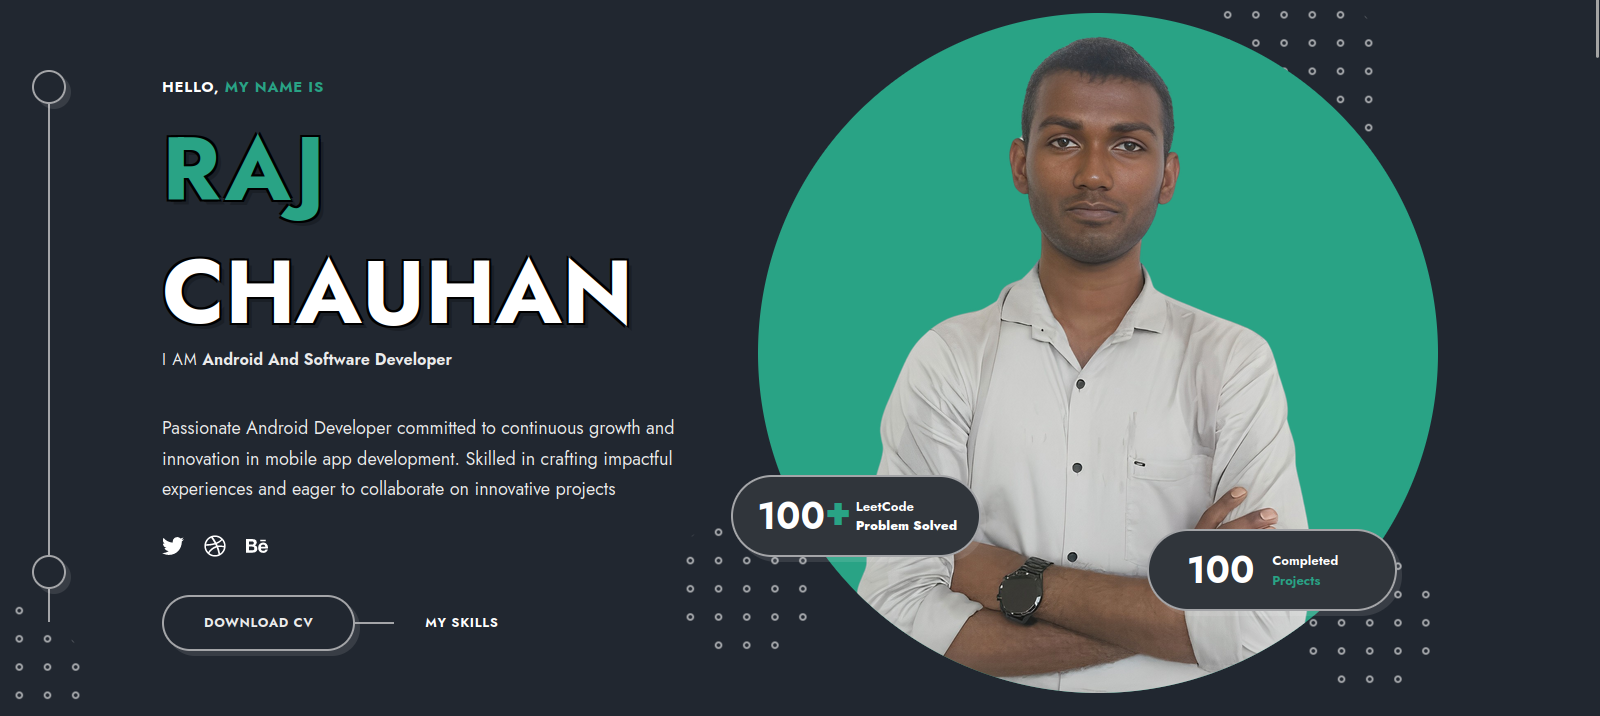 HELLO, MY NAME IS
RAJ
CHAUHAN
I AM Android And Software Developer
Passionate Android Developer committed to continuous growth and
innovation in mobile app development. Skilled in crafting impactful
experiences and eager to collaborate on innovative projects
Bē
DOWNLOAD CV
MY SKILLS
100+ LeetCode
Problem Solved
100 Completed
Projects